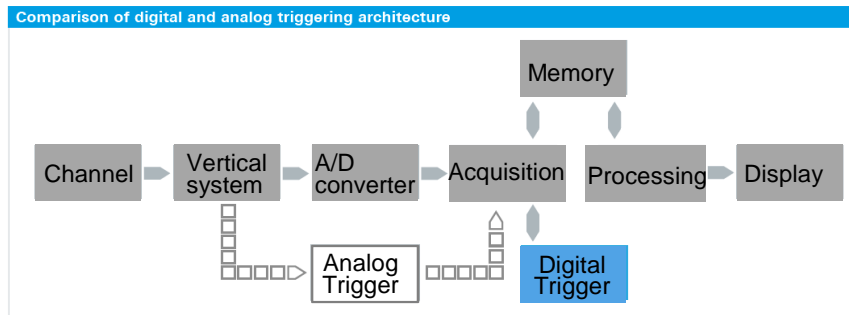 Comparison of digital and analog triggering architecture
Memory
Channel
Vertical
system
A/D
converter
Acquisition
Processing
Display
Analog
Trigger
Digital
Trigger